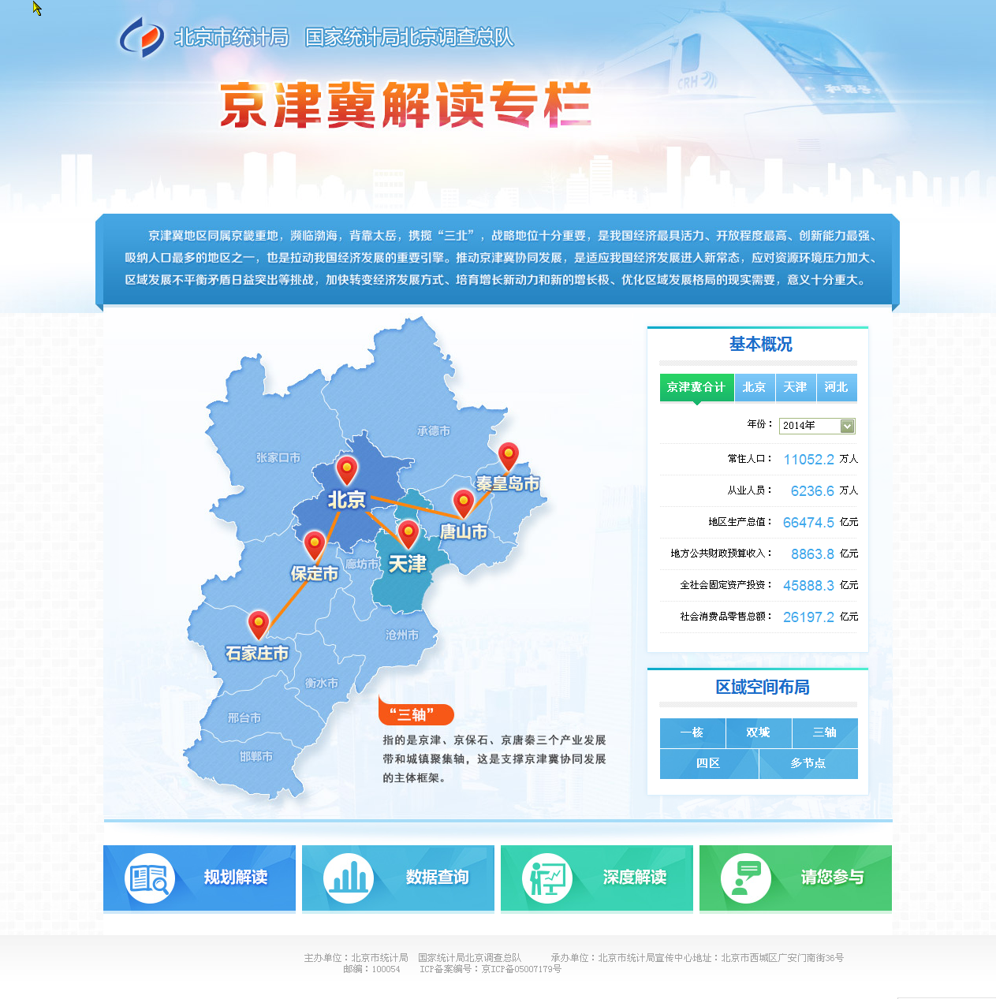 北京市统计局 国家统计局北京调查总队
CRH
和谐号
京津冀解读专栏
京津冀地区同属京畿重地，濒临渤海，背靠太岳，携揽“三北”，战略地位十分重要，是我国经济最具活力、开放程度最高、创新能力最强、
吸纳人口最多的地区之一，也是拉动我国经济发展的重要引擎。推动京津冀协同发展，是适应我国经济发展进入新常态，应对资源环境压力加大、
区域发展不平衡矛盾日益突出等挑战，加快转变经济发展方式、培育增长新动力和新的增长极、优化区域发展格局的现实需要，意义十分重大。
承德市
张家口市
秦皇岛市
北京
唐山市
廊坊市
天津
保定市
沧州市
石家庄市
衡水市
邢台市
邯郸市
“三轴”
指的是京津、京保石、京唐秦三个产业发展
带和城镇聚集轴，这是支撑京津冀协同发展
的主体框架。
基本概况
京津冀合计 北京 天津 河北
年份： 2014年
常住人口： 11052.2 万人
从业人员： 6236.6 万人
地区生产总值： 66474.5 亿元
地方公共财政预算收入： 8863.8 亿元
全社会固定资产投资： 45888.3 亿元
社会消费品零售总额： 26197.2 亿元
区域空间布局
一核 双城 三轴
四区 多节点
规划解读 数据查询 深度解读 请您参与
主办单位：北京市统计局 国家统计局北京调查总队 承办单位：北京市统计局宣传中心地址：北京市西城区广安门南街36号
邮编：100054 ICP备案编号：京ICP备05007179号